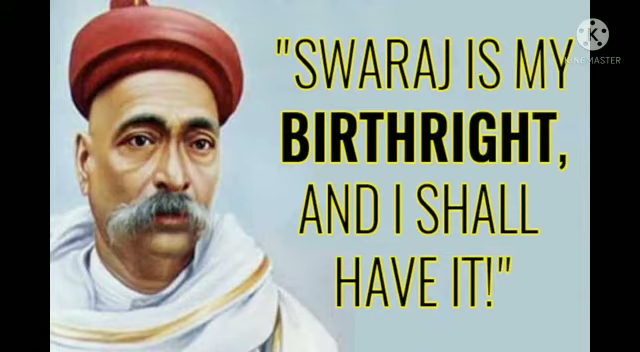 "SWARAJ IS MY
BIRTHRIGHT,
AND I SHALL
HAVE IT!"
K
KINEMASTER